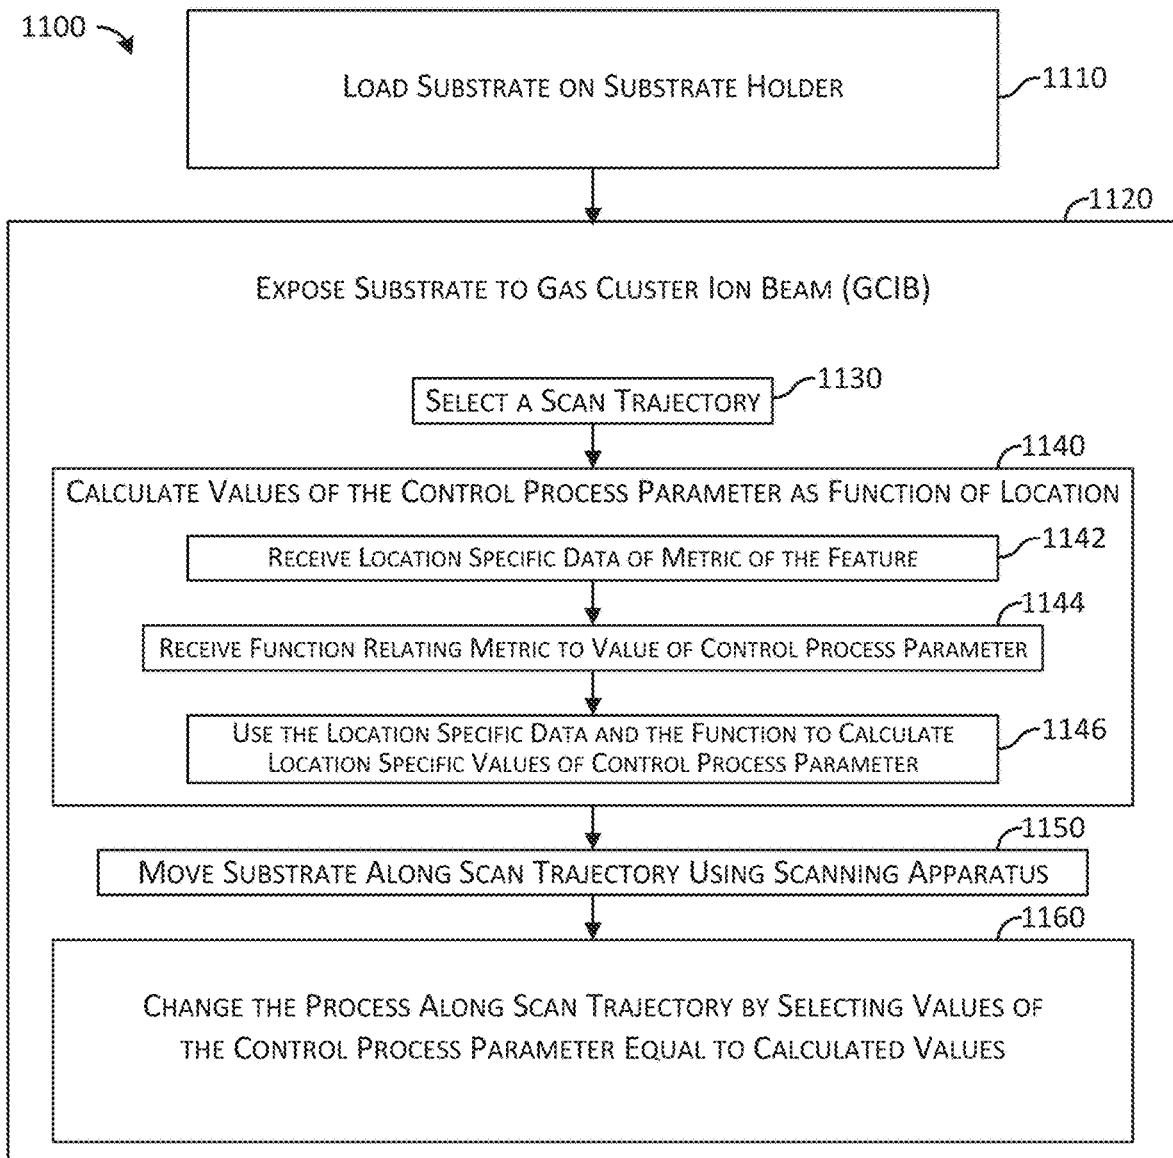 1100
LOAD SUBSTRATE ON SUBSTRATE HOLDER
1110
1120
EXPOSE SUBSTRATE TO GAS CLUSTER ION BEAM (GCIB)
1130
SELECT A SCAN TRAJECTORY
1140
CALCULATE VALUES OF THE CONTROL PROCESS PARAMETER AS FUNCTION OF LOCATION
1142
RECEIVE LOCATION SPECIFIC DATA OF METRIC OF THE FEATURE
1144
RECEIVE FUNCTION RELATING METRIC TO VALUE OF CONTROL PROCESS PARAMETER
1146
USE THE LOCATION SPECIFIC DATA AND THE FUNCTION TO CALCULATE
LOCATION SPECIFIC VALUES OF CONTROL PROCESS PARAMETER
1150
MOVE SUBSTRATE ALONG SCAN TRAJECTORY USING SCANNING APPARATUS
1160
CHANGE THE PROCESS ALONG SCAN TRAJECTORY BY SELECTING VALUES OF
THE CONTROL PROCESS PARAMETER EQUAL TO CALCULATED VALUES